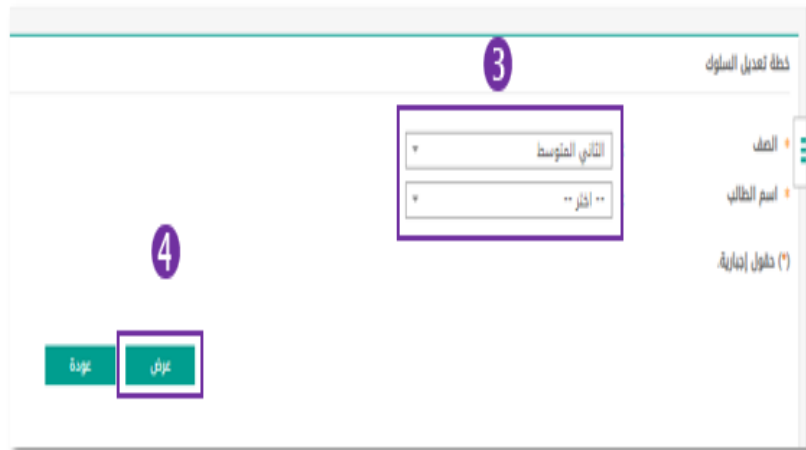 3
خطة تعديل السلوك
* الصف
الثاني المتوسط
* اسم الطالب
-- اختر --
4
(*) حقول إجبارية.
عرض
عودة